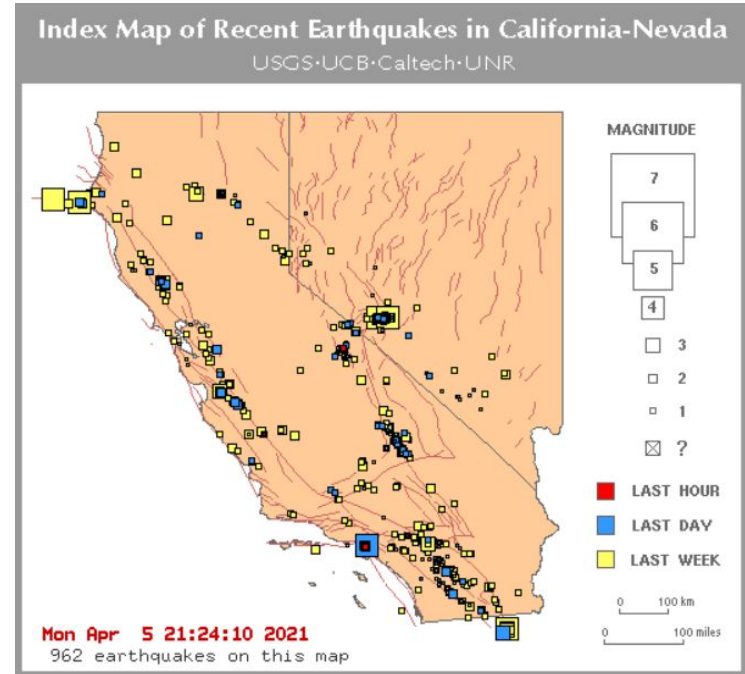 Index Map of Recent Earthquakes in California-Nevada
USGS·UCB·Caltech·UNR
MAGNITUDE
7
6
5
4
3
2
1
?
LAST HOUR
LAST DAY
LAST WEEK
0 100 km
0 100 miles
Mon Apr 5 21:24:10 2021
962 earthquakes on this map